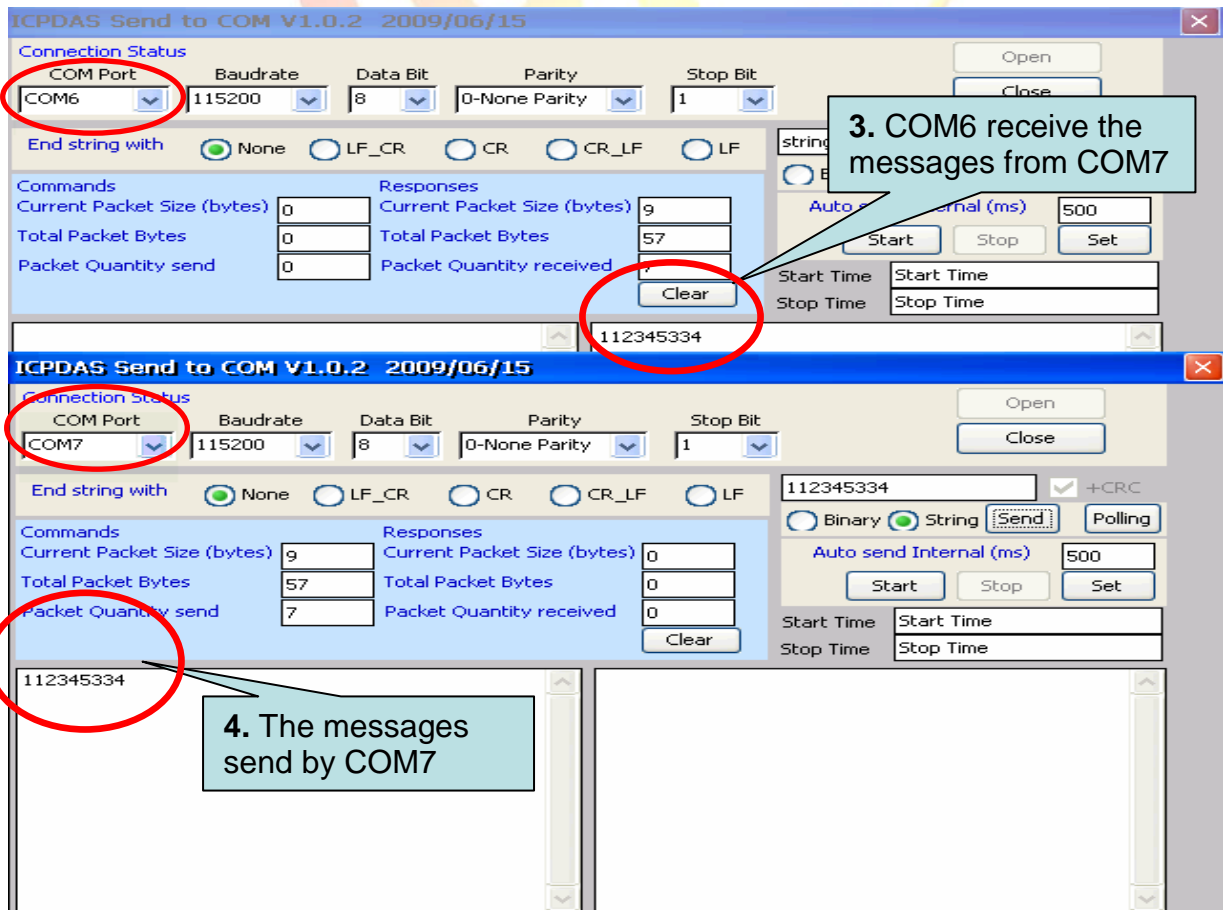 ICPDAS Send to COM V1.0.2 2009/06/15
Connection Status
COM Port Baudrate Data Bit Parity Stop Bit Open
COM6 115200 8 0-None Parity 1 Close
3. COM6 receive the
messages from COM7
End string with None LF_CR CR CR_LF LF string
Commands Responses
Current Packet Size (bytes) 0 Current Packet Size (bytes) 9 Auto (ms) 500
Total Packet Bytes 0 Total Packet Bytes 57 Start Stop Set
Packet Quantity send 0 Packet Quantity received 7 Start Time Start Time
Clear Stop Time Stop Time
112345334
ICPDAS Send to COM V1.0.2 2009/06/15
Connection Status
COM Port Baudrate Data Bit Parity Stop Bit Open
COM7 115200 8 0-None Parity 1 Close
End string with None LF_CR CR CR_LF LF 112345334 +CRC
Binary String Send Polling
Commands Responses
Current Packet Size (bytes) 9 Current Packet Size (bytes) 0 Auto send Internal (ms) 500
Total Packet Bytes 57 Total Packet Bytes 0 Start Stop Set
Packet Quantity send 7 Packet Quantity received 0 Start Time Start Time
Clear Stop Time Stop Time
112345334
4. The messages
send by COM7